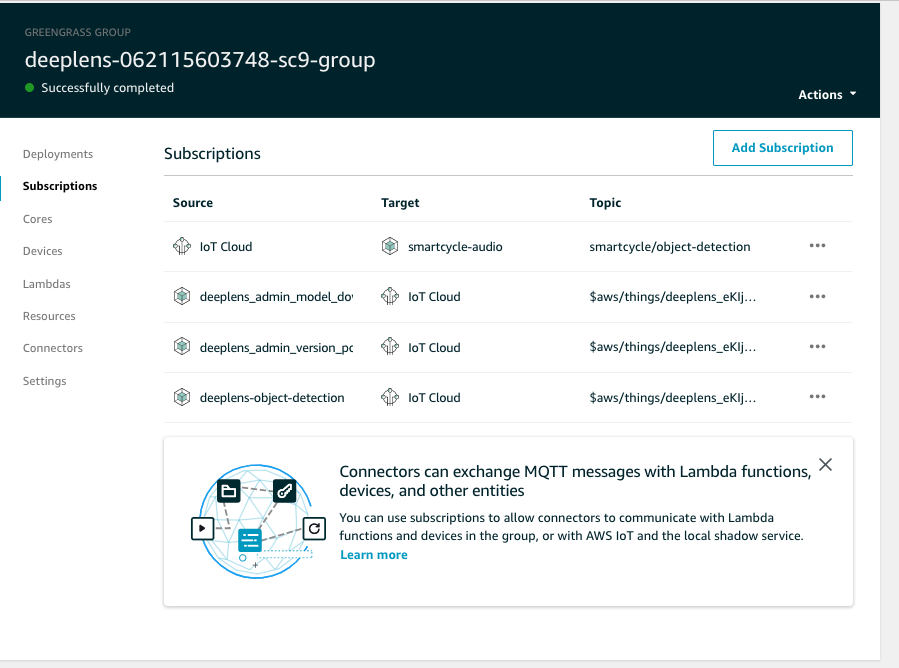 GREENGRASS GROUP
deeplens-062115603748-sc9-group
Successfully completed
Actions
Deployments
Subscriptions
Cores
Devices
Lambdas
Resources
Connectors
Settings
Subscriptions
Add Subscription
Source Target Topic
IoT Cloud smartcycle-audio smartcycle/object-detection
deeplens_admin_model_do IoT Cloud $aws/things/deeplens_eKIj…
deeplens_admin_version_po IoT Cloud $aws/things/deeplens_eKIj…
deeplens-object-detection IoT Cloud $aws/things/deeplens_eKIj…
Connectors can exchange MQTT messages with Lambda functions,
devices, and other entities
You can use subscriptions to allow connectors to communicate with Lambda
functions and devices in the group, or with AWS IoT and the local shadow service.
Learn more